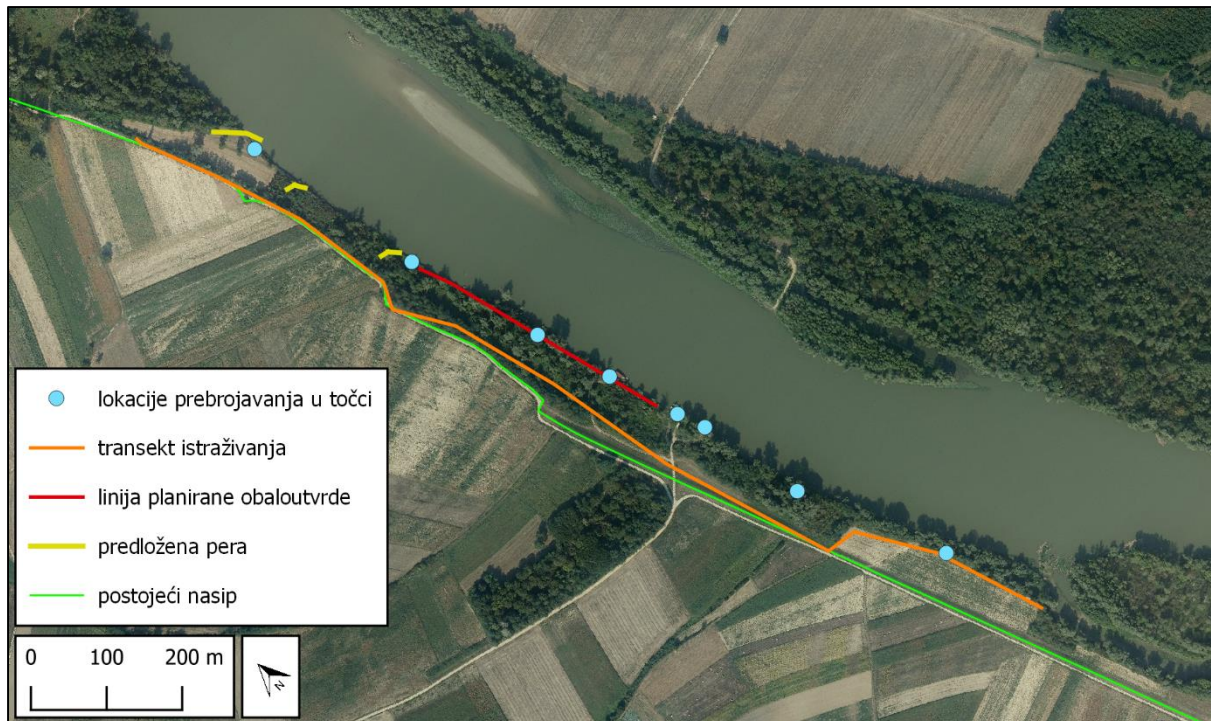 lokacije prebrojavanja u točci
transekt istraživanja
linija planirane obaloutvrde
predložena pera
postojeći nasip
0 100 200 m
N